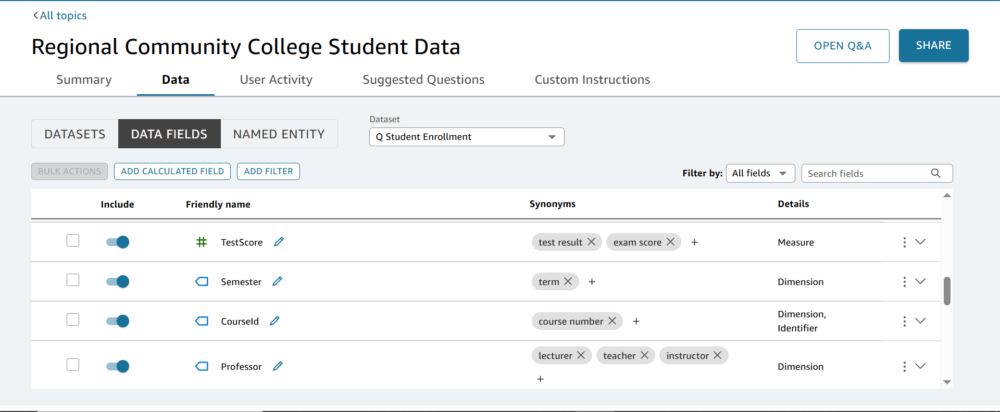 All topics
Regional Community College Student Data
OPEN Q&A
SHARE
Summary
Data
User Activity
Suggested Questions
Custom Instructions
DATASETS
DATA FIELDS
NAMED ENTITY
Dataset
Q Student Enrollment
BULK ACTIONS
ADD CALCULATED FIELD
ADD FILTER
Filter by:
All fields
Search fields
Include
Friendly name
Synonyms
Details
TestScore
test result
exam score
Measure
Semester
term
Dimension
CourseId
course number
Dimension,
Identifier
Professor
lecturer
teacher
instructor
Dimension